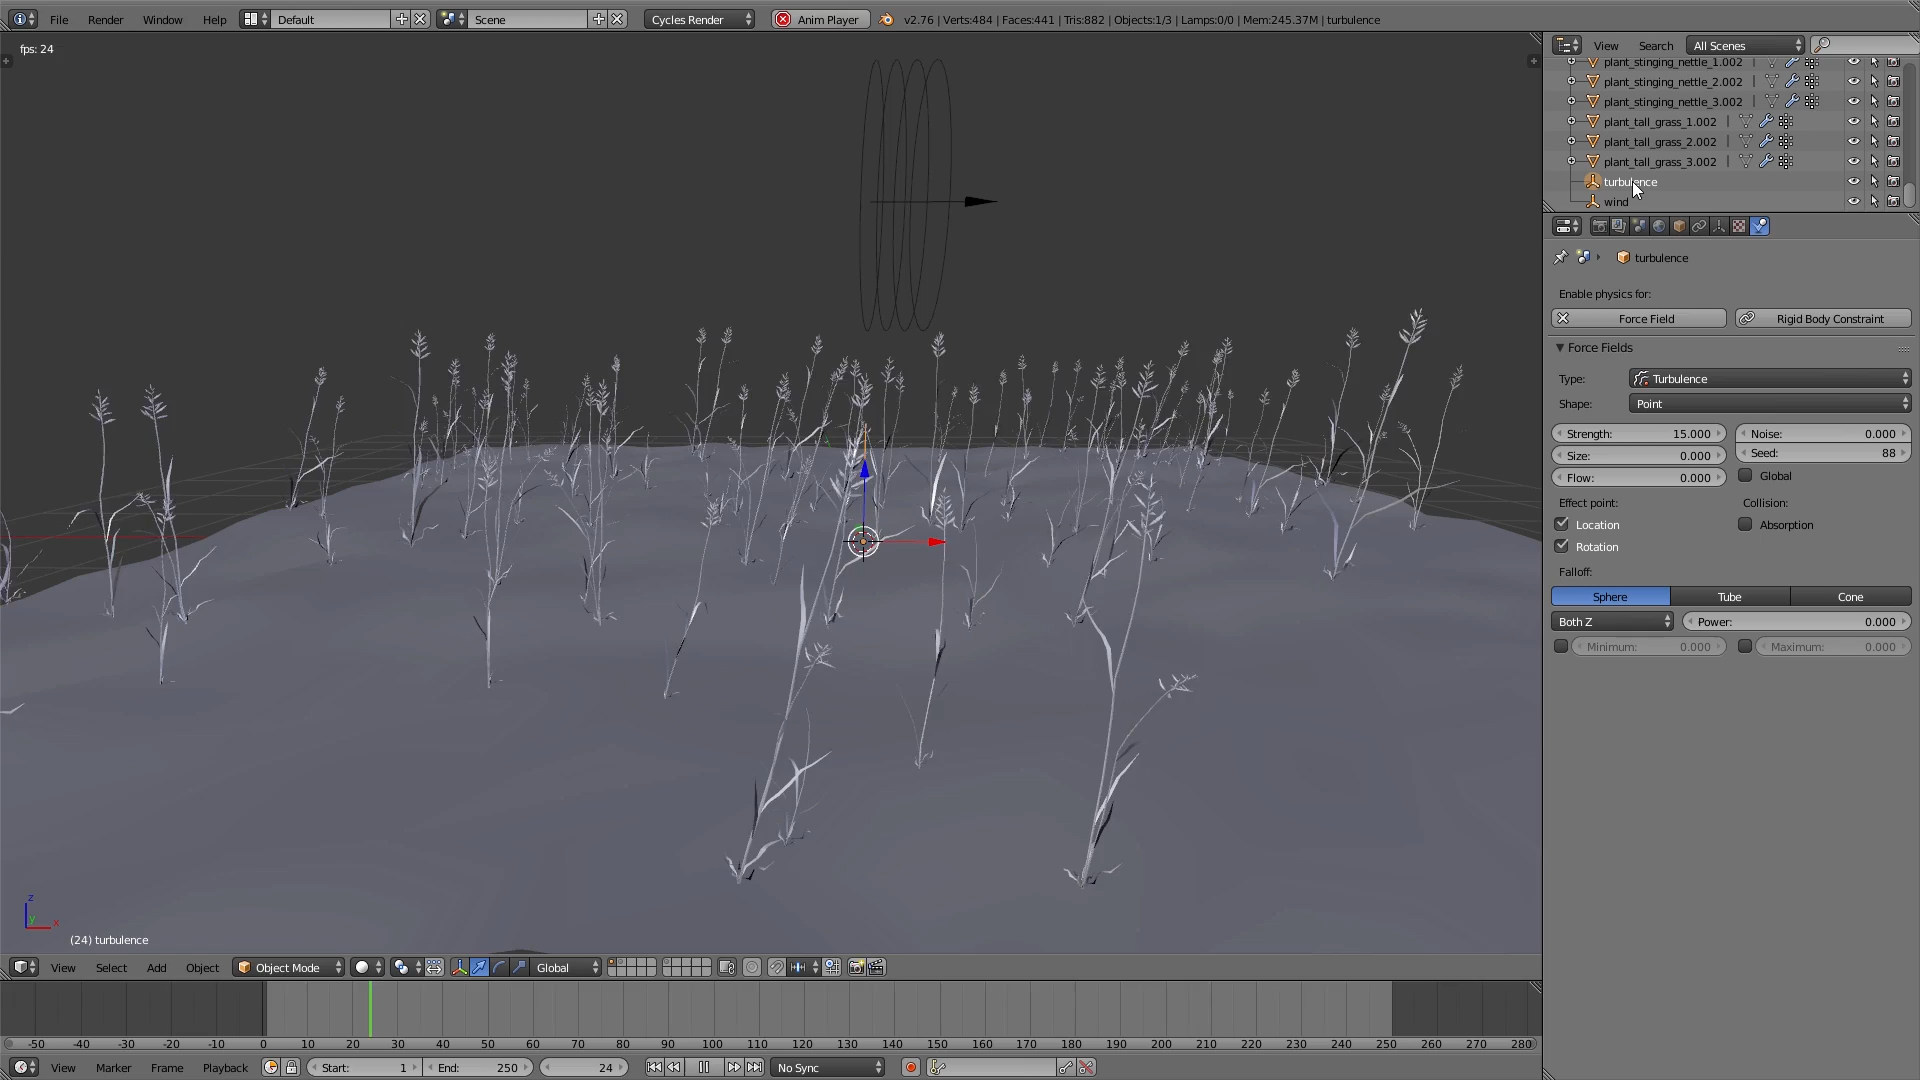 File Render Window Help Default Scene Cycles Render Anim Player v2.76 | Verts:484 | Faces:441 | Tris:882 | Objects:1/3 | Lamps:0/0 | Mem:245.37M | turbulence
fps: 24
View Search All Scenes
plant_stinging_nettle_1.002
plant_stinging_nettle_2.002
plant_stinging_nettle_3.002
plant_tall_grass_1.002
plant_tall_grass_2.002
plant_tall_grass_3.002
turbulence
wind
turbulence
Enable physics for:
Force Field Rigid Body Constraint
Force Fields
Type: Turbulence
Shape: Point
Strength: 15.000 Noise: 0.000
Size: 0.000 Seed: 88
Flow: 0.000 Global
Effect point: Collision:
Location Absorption
Rotation
Falloff:
Sphere Tube Cone
Both Z Power: 0.000
Minimum: 0.000 Maximum: 0.000
z
y x
(24) turbulence
View Select Add Object Object Mode Global
-50 -40 -30 -20 -10 0 10 20 30 40 50 60 70 80 90 100 110 120 130 140 150 160 170 180 190 200 210 220 230 240 250 260 270 280
View Marker Frame Playback Start: 1 End: 250 24 No Sync